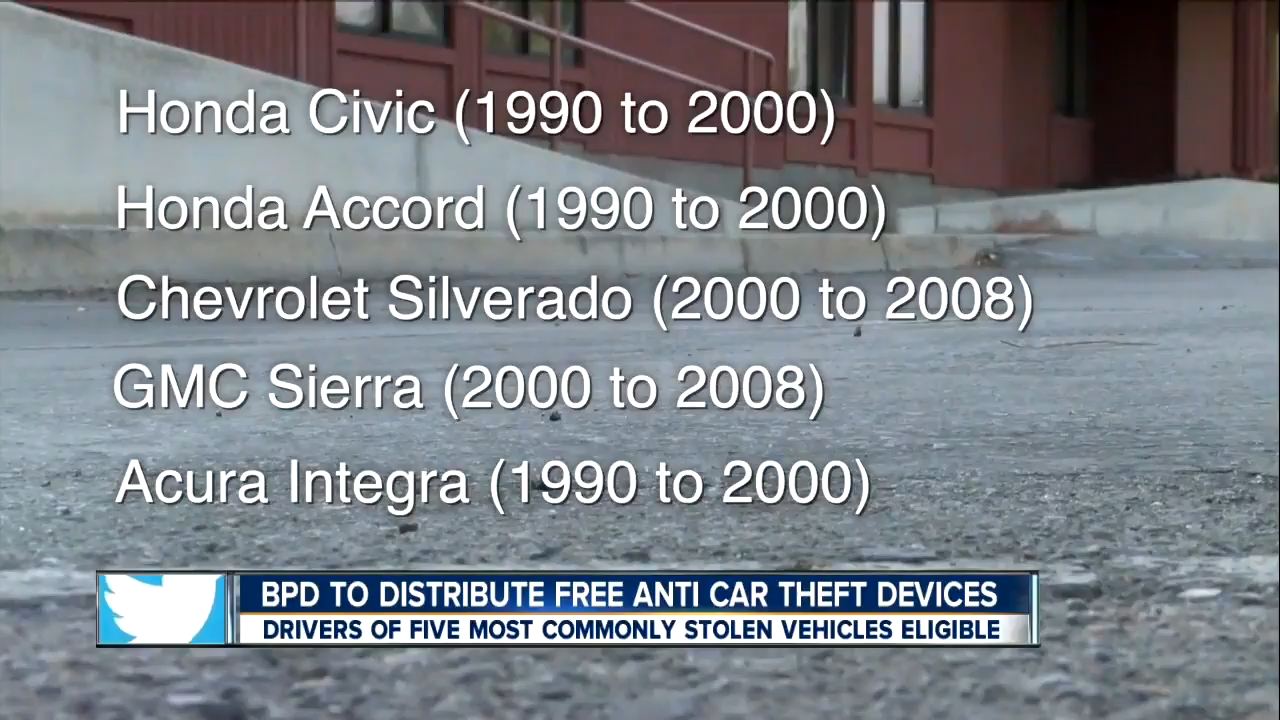 Honda Civic (1990 to 2000)
Honda Accord (1990 to 2000)
Chevrolet Silverado (2000 to 2008)
GMC Sierra (2000 to 2008)
Acura Integra (1990 to 2000)
BPD TO DISTRIBUTE FREE ANTI CAR THEFT DEVICES
DRIVERS OF FIVE MOST COMMONLY STOLEN VEHICLES ELIGIBLE